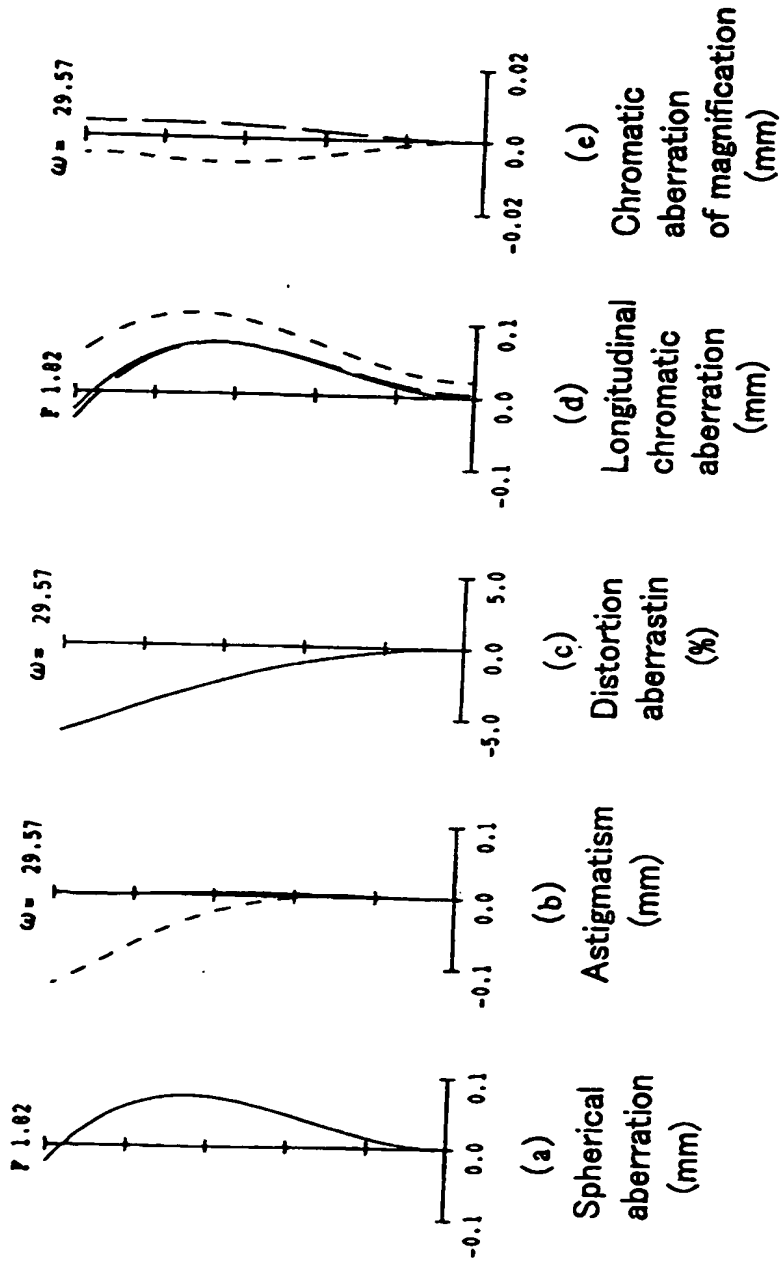 F 1.82
-0.1 0.0 0.1
(a)
Spherical
aberration
(mm)
ω= 29.57
-0.1 0.0 0.1
(b)
Astigmatism
(mm)
ω= 29.57
-5.0 0.0 5.0
(c)
Distortion
aberrastin
(%)
F 1.82
-0.1 0.0 0.1
(d)
Longitudinal
chromatic
aberration
(mm)
ω= 29.57
-0.02 0.0 0.02
(e)
Chromatic
aberration
of magnification
(mm)